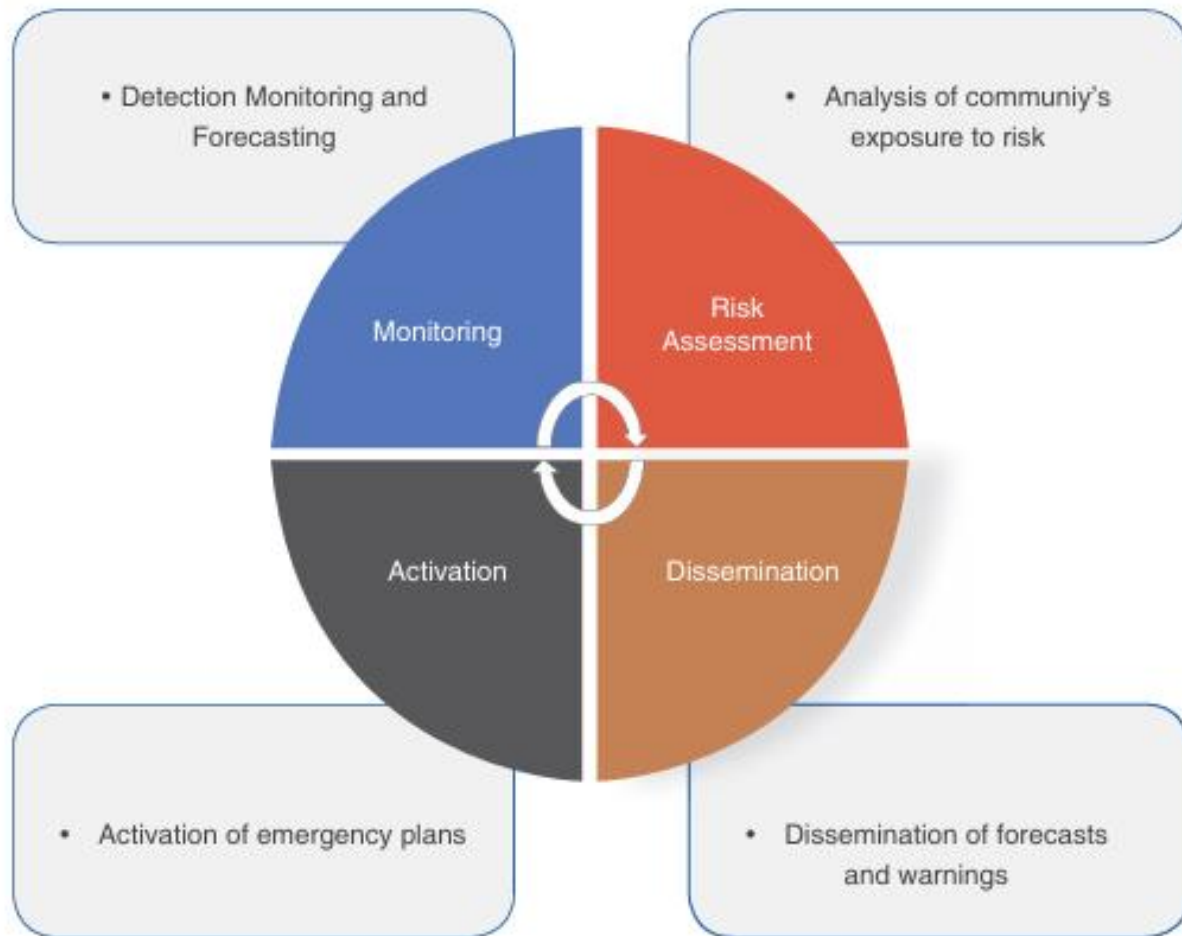 • Detection Monitoring and
Forecasting
• Analysis of communiy's
exposure to risk
Monitoring
Risk
Assessment
Activation
Dissemination
• Activation of emergency plans
• Dissemination of forecasts
and warnings